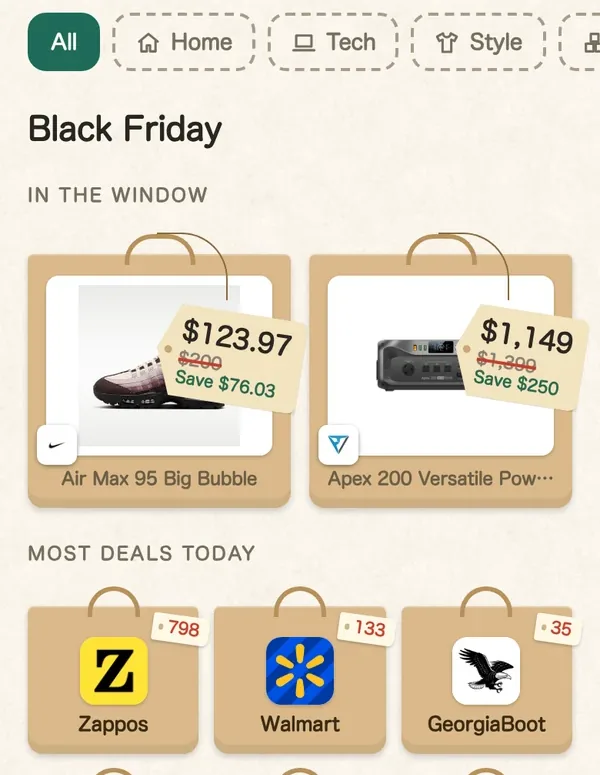 All
Home
Tech
Style
Black Friday
IN THE WINDOW
$123.97
$200
Save $76.03
Air Max 95 Big Bubble
$1,149
$1,399
Save $250
Apex 200 Versatile Pow…
MOST DEALS TODAY
798
Z
Zappos
133
Walmart
35
GeorgiaBoot